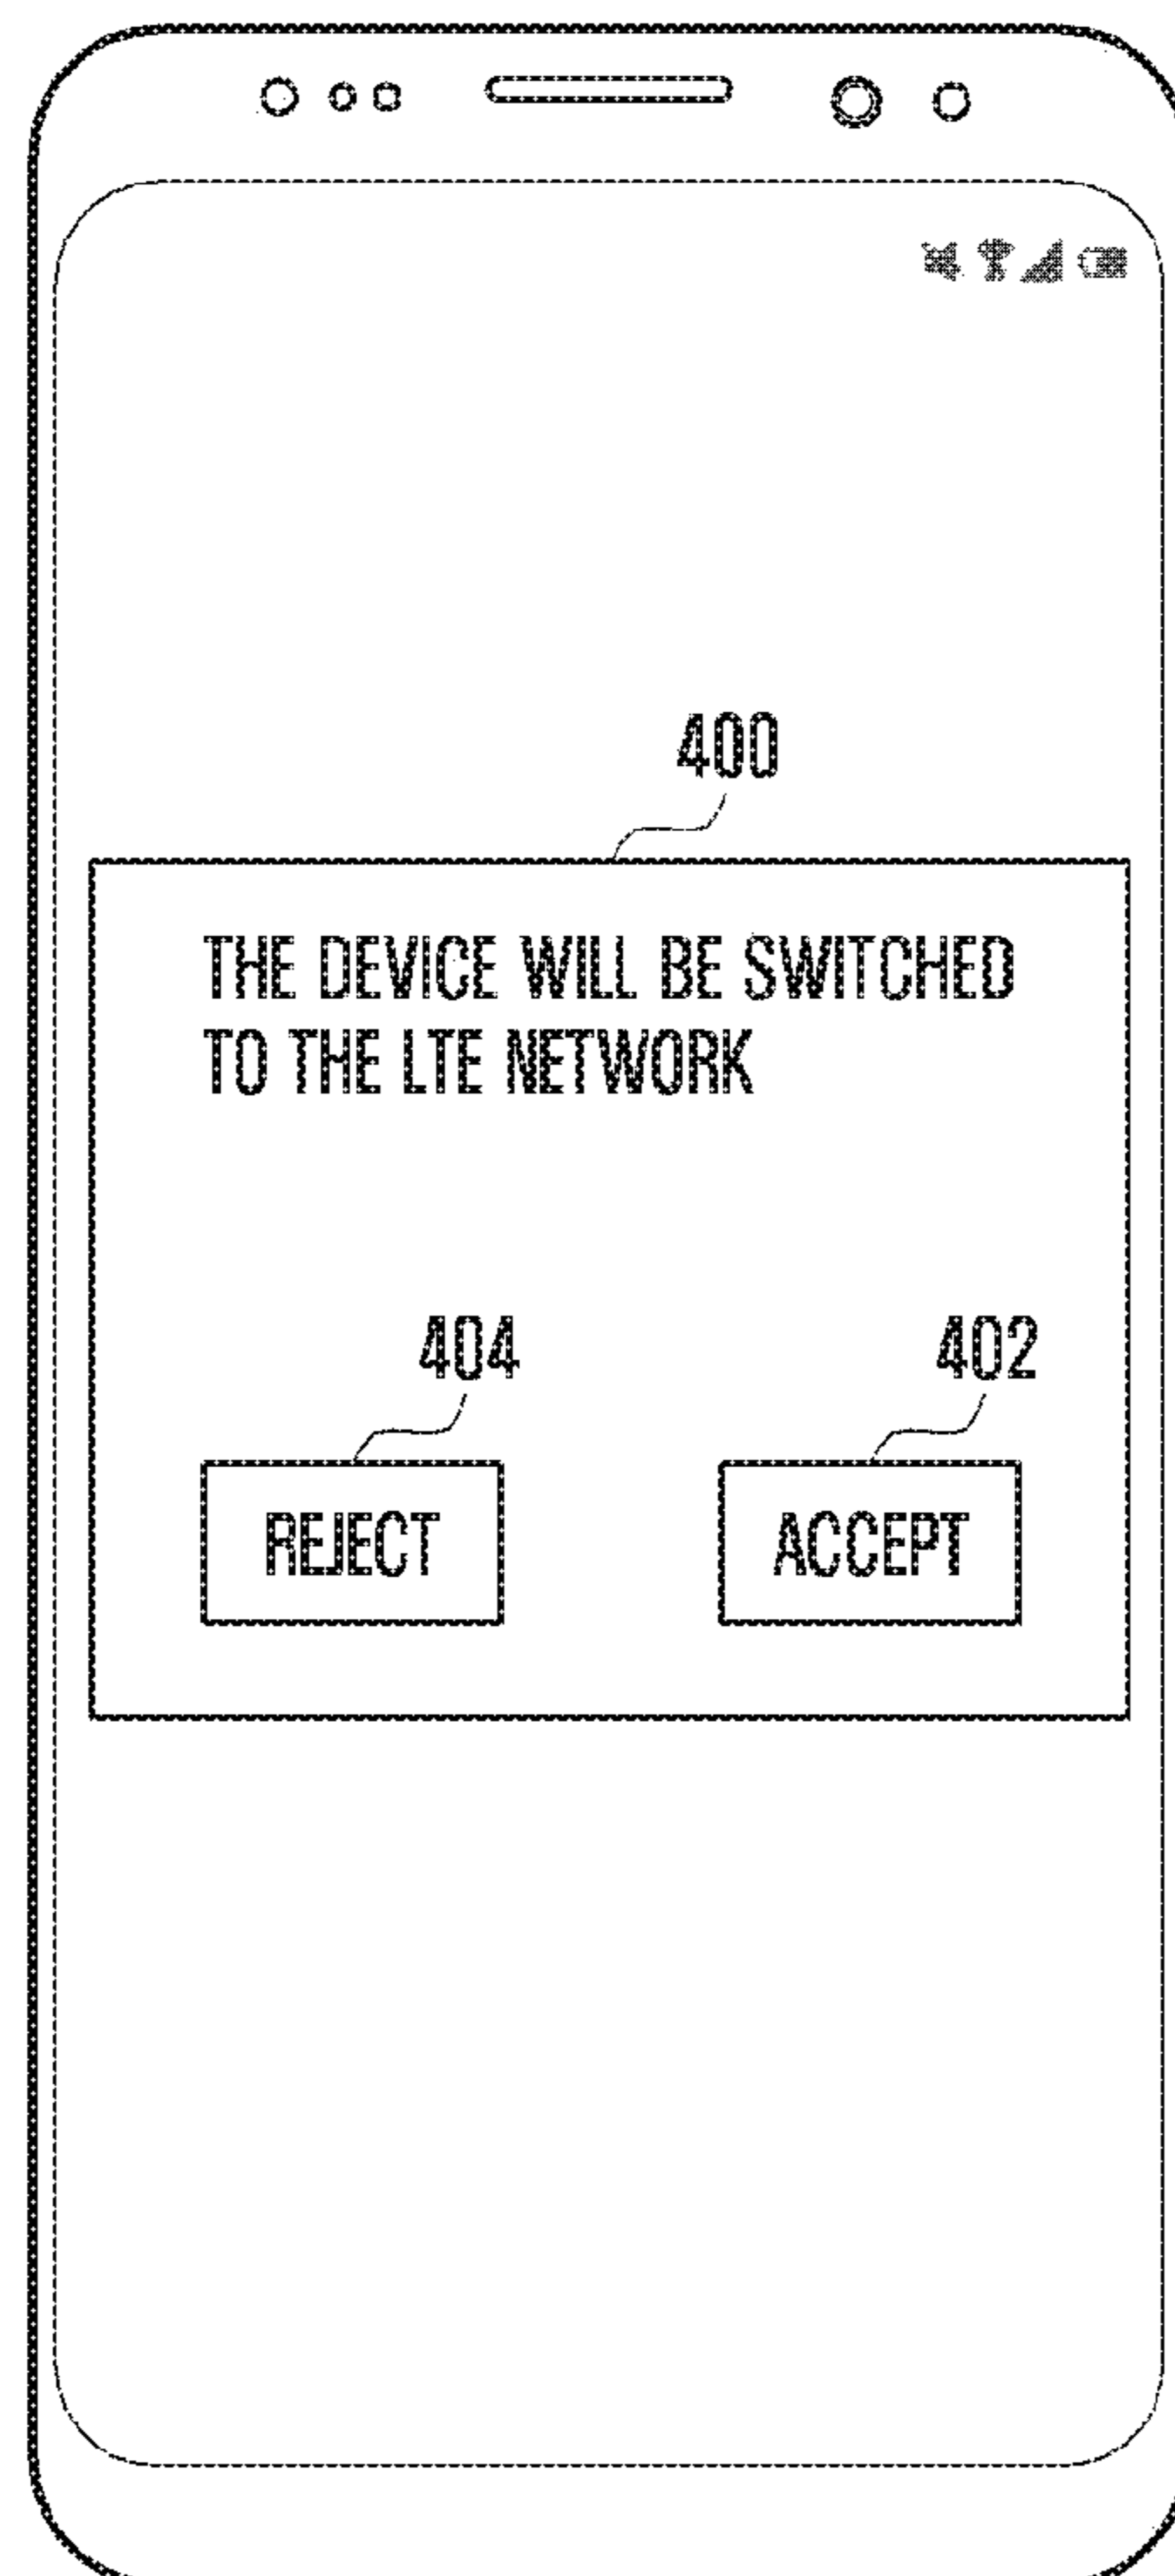 400
THE DEVICE WILL BE SWITCHED
TO THE LTE NETWORK
404 402
REJECT ACCEPT